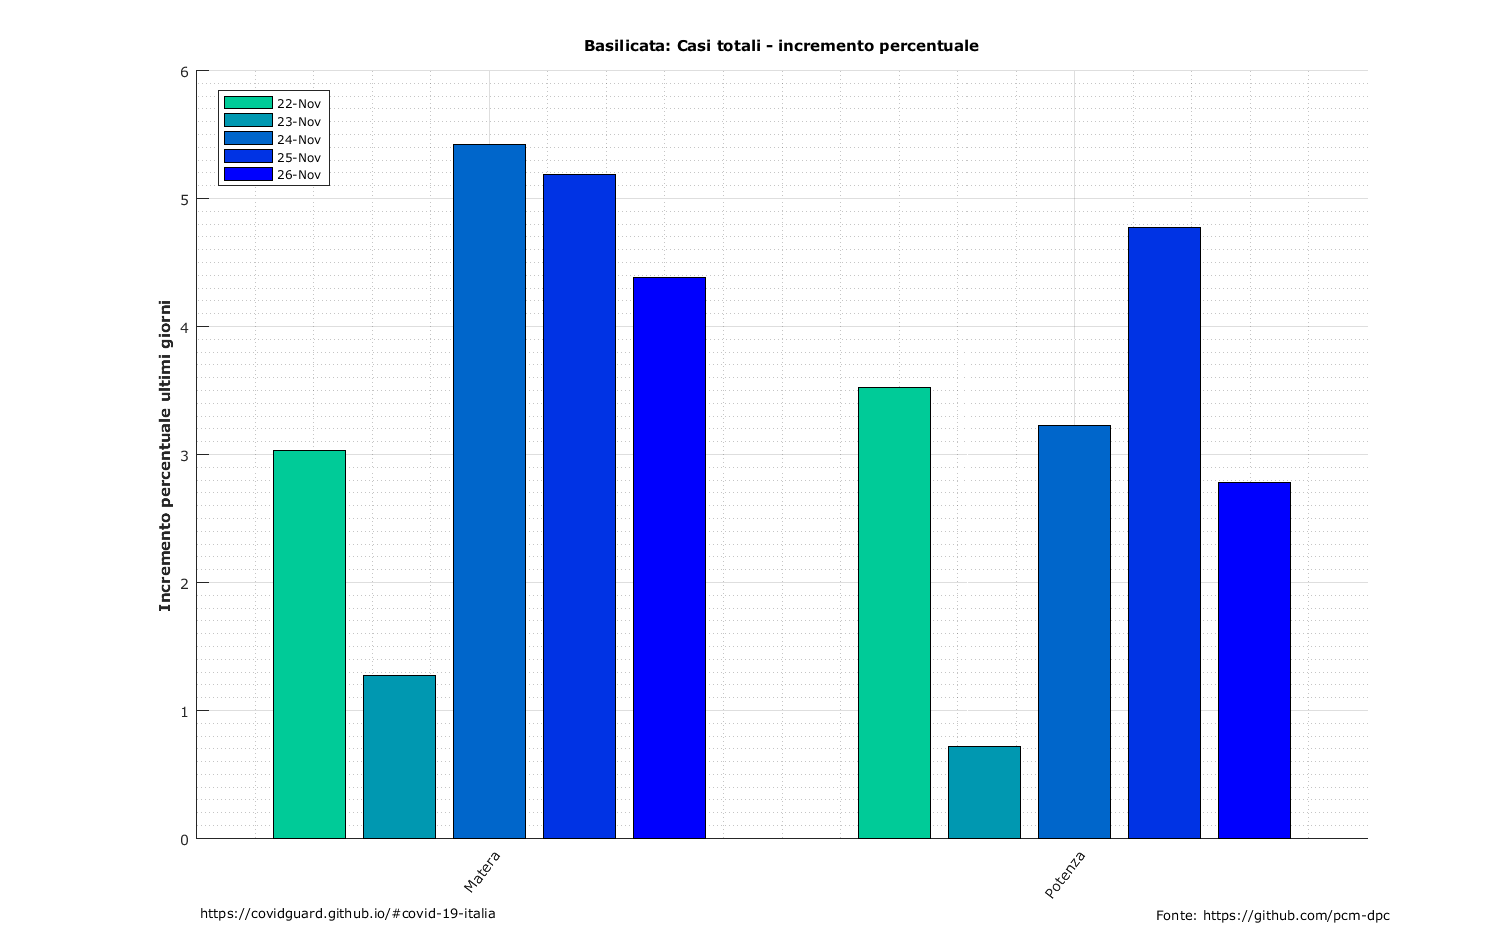 Basilicata: Casi totali - incremento percentuale
Incremento percentuale ultimi giorni
6
5
4
3
2
1
0
22-Nov
23-Nov
24-Nov
25-Nov
26-Nov
Matera
Potenza
https://covidguard.github.io/#covid-19-italia
Fonte: https://github.com/pcm-dpc